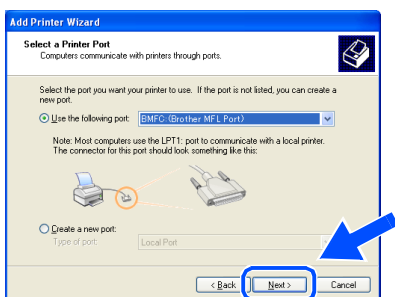 Add Printer Wizard
Select a Printer Port
Computers communicate with printers through ports.
Select the port you want your printer to use. If the port is not listed, you can create a
new port.
Use the following port: BMFC: (Brother MFL Port)
Note: Most computers use the LPT1: port to communicate with a local printer.
The connector for this port should look something like this:
Create a new port:
Type of port: Local Port
< Back Next > Cancel